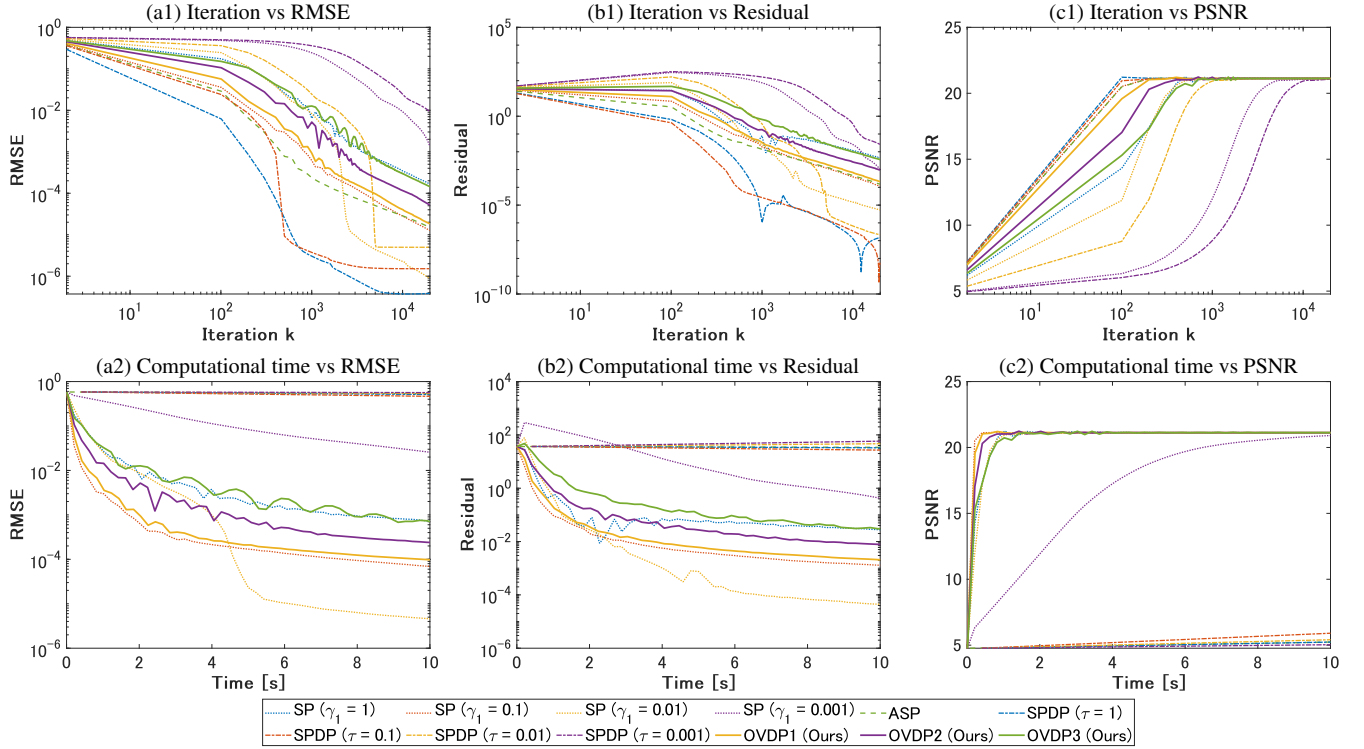 (a1) Iteration vs RMSE
(b1) Iteration vs Residual
(c1) Iteration vs PSNR
10^0
10^-2
10^-4
10^-6
RMSE
10^1
10^2
10^3
10^4
Iteration k
10^5
10^0
10^-5
10^-10
Residual
10^1
10^2
10^3
10^4
Iteration k
25
20
15
10
5
PSNR
10^1
10^2
10^3
10^4
Iteration k
(a2) Computational time vs RMSE
(b2) Computational time vs Residual
(c2) Computational time vs PSNR
10^0
10^-2
10^-4
10^-6
RMSE
0 2 4 6 8 10
Time [s]
10^4
10^2
10^0
10^-2
10^-4
10^-6
Residual
0 2 4 6 8 10
Time [s]
25
20
15
10
5
PSNR
0 2 4 6 8 10
Time [s]
SP (γ₁ = 1) SP (γ₁ = 0.1) SP (γ₁ = 0.01) SP (γ₁ = 0.001) ASP SPDP (τ = 1)
SPDP (τ = 0.1) SPDP (τ = 0.01) SPDP (τ = 0.001) OVDP1 (Ours) OVDP2 (Ours) OVDP3 (Ours)